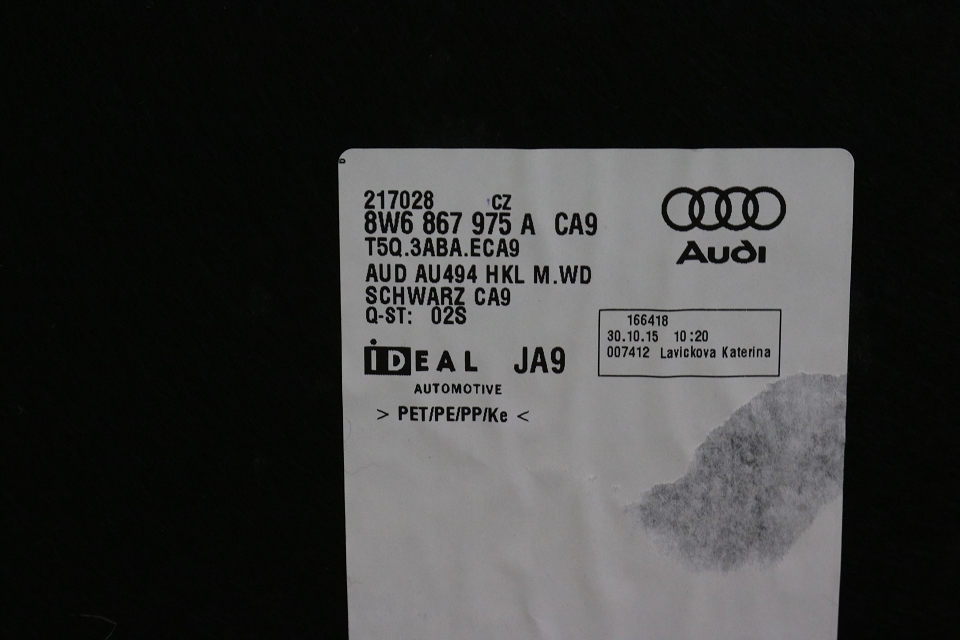 217028 CZ
8W6 867 975 A CA9
T5Q.3ABA.ECA9
AUD AU494 HKL M.WD
SCHWARZ CA9
Q-ST: 02S
Audi
166418
30.10.15 10:20
007412 Lavickova Katerina
iDEAL JA9
AUTOMOTIVE
> PET/PE/PP/Ke <